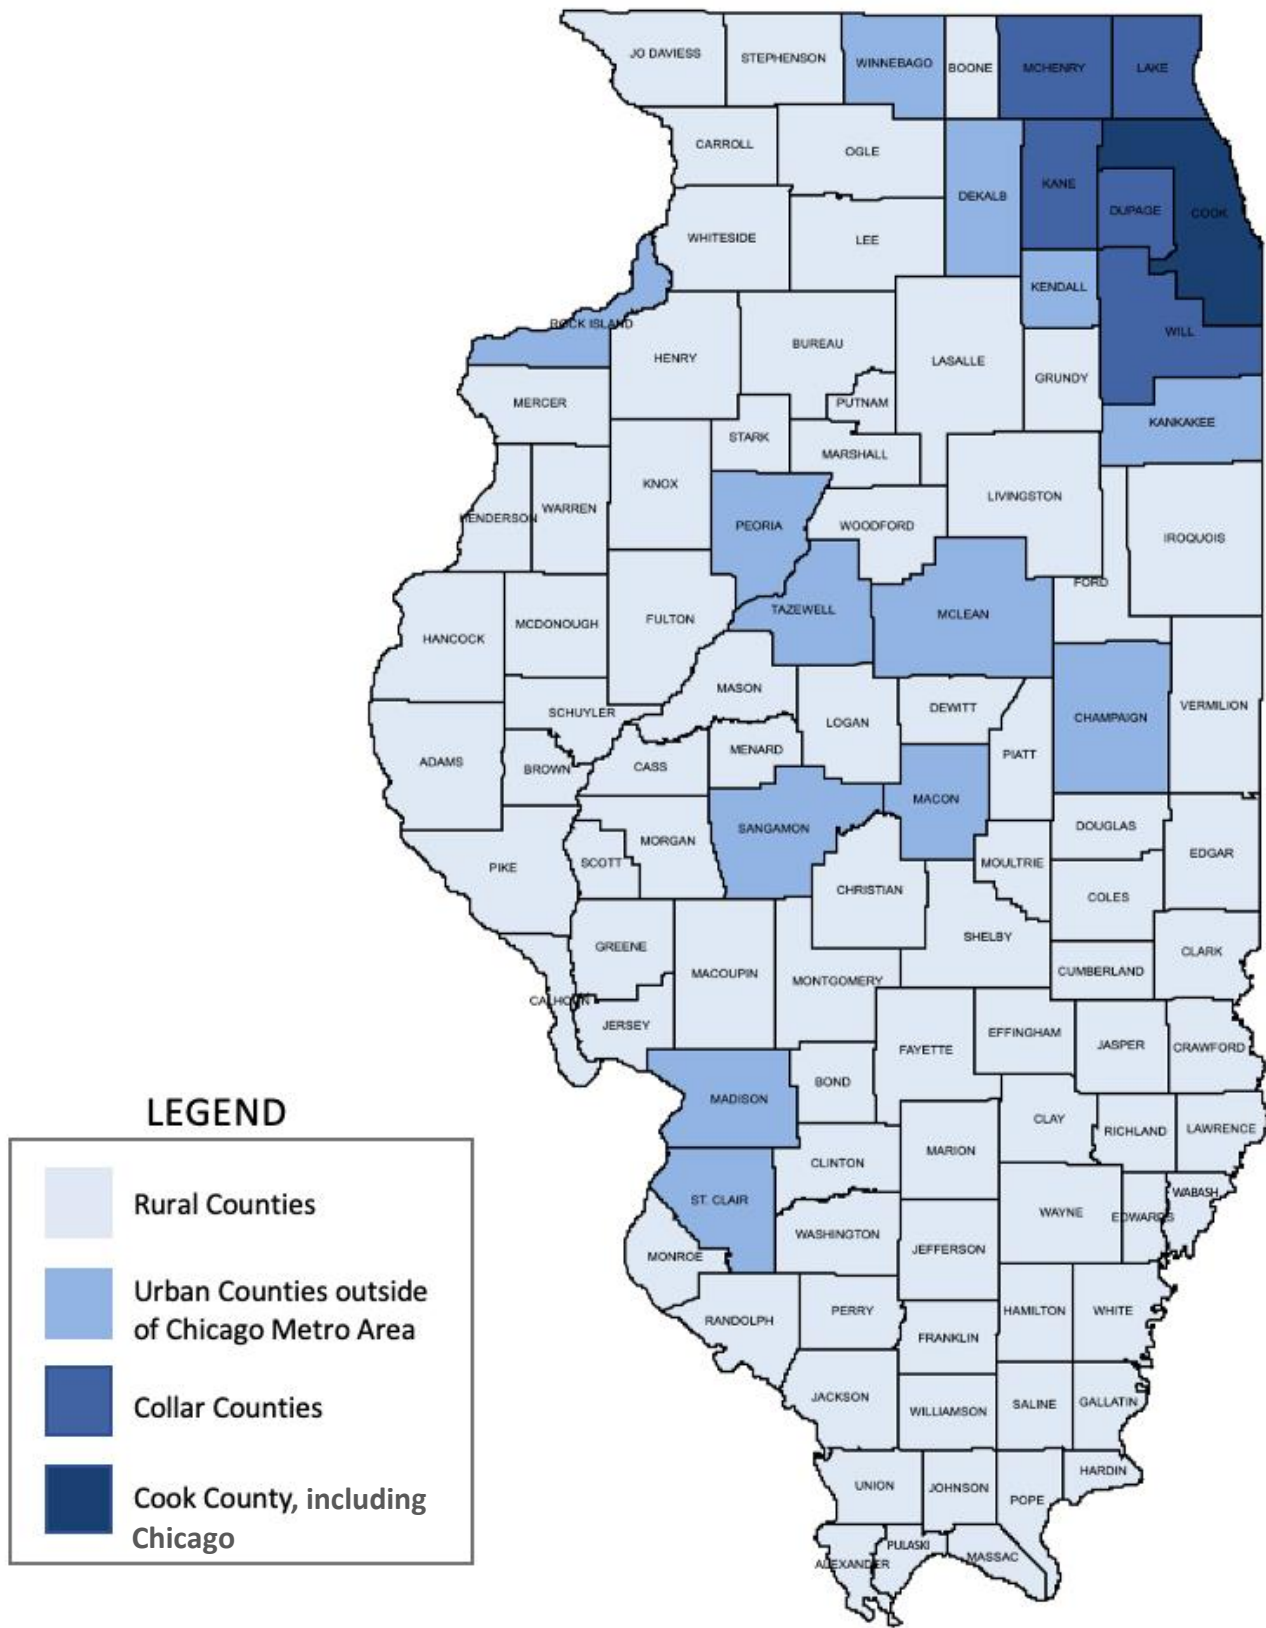 JO DAVIESS
STEPHENSON
WINNEBAGO
BOONE
MCHENRY
LAKE
CARROLL
OGLE
DEKALB
KANE
DUPAGE
COOK
WHITESIDE
LEE
KENDALL
ROCK ISLAND
HENRY
BUREAU
LASALLE
WILL
GRUNDY
MERCER
PUTNAM
KANKAKEE
STARK
MARSHALL
KNOX
LIVINGSTON
HENDERSON
WARREN
PEORIA
WOODFORD
IROQUOIS
FORD
HANCOCK
MCDONOUGH
FULTON
TAZEWELL
MCLEAN
MASON
SCHUYLER
LOGAN
DEWITT
CHAMPAIGN
VERMILION
ADAMS
BROWN
CASS
MENARD
PIATT
MACON
SANGAMON
DOUGLAS
PIKE
SCOTT
MORGAN
CHRISTIAN
MOULTRIE
EDGAR
COLES
GREENE
MACOUPIN
MONTGOMERY
SHELBY
CUMBERLAND
CLARK
CALHOUN
JERSEY
FAYETTE
EFFINGHAM
JASPER
CRAWFORD
MADISON
BOND
CLAY
RICHLAND
LAWRENCE
CLINTON
MARION
ST. CLAIR
WAYNE
EDWARDS
WABASH
MONROE
WASHINGTON
JEFFERSON
RANDOLPH
PERRY
FRANKLIN
HAMILTON
WHITE
JACKSON
WILLIAMSON
SALINE
GALLATIN
UNION
JOHNSON
POPE
HARDIN
ALEXANDER
PULASKI
MASSAC
LEGEND
Rural Counties
Urban Counties outside
of Chicago Metro Area
Collar Counties
Cook County, including
Chicago